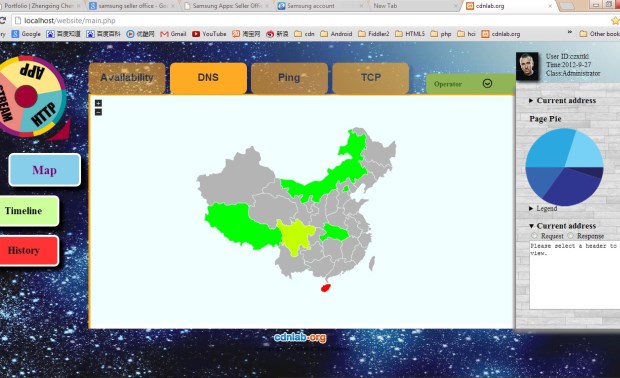 Portfolio | Zhengxing Ch
samsung seller office - Go
Samsung Apps Seller Offi
Samsung account
New Tab
cdnlab.org
localhost/website/main.php
Google
百度知道
百度百科
优酷网
Gmail
YouTube
淘宝网
新浪
cdn
Android
Fiddler2
HTML5
php
hci
cdnlab.org
Other book
APP
HTTP
STREAM
Availability
DNS
Ping
TCP
Operator
User ID:czxttkl
Time:2012-9-27
Class:Administrator
Current address
Page Pie
Map
Timeline
History
Legend
Current address
Request
Response
Please select a header to
view.
cdnlab-org